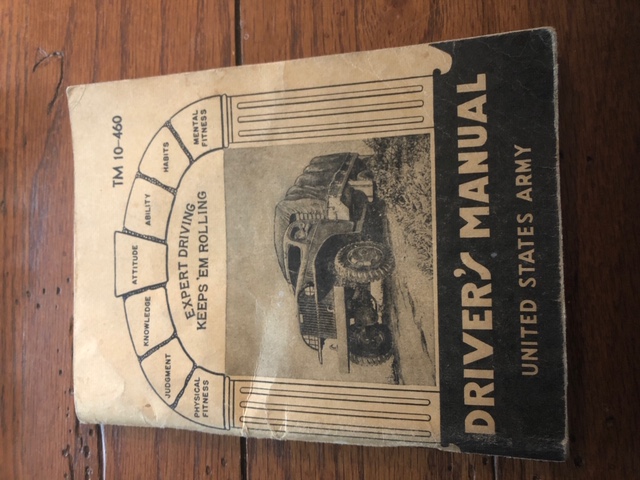 TM 10-460
PHYSICAL
FITNESS
JUDGMENT
KNOWLEDGE
ATTITUDE
ABILITY
HABITS
MENTAL
FITNESS
EXPERT DRIVING
KEEPS 'EM ROLLING
DRIVER'S MANUAL
UNITED STATES ARMY